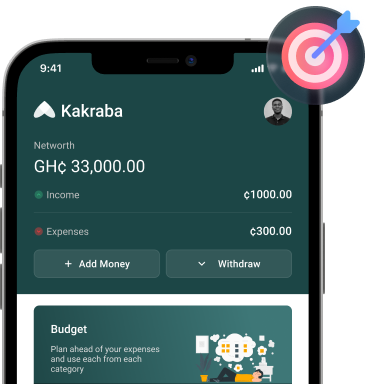 9:41
Kakraba
Networth
GH¢ 33,000.00
Income
¢1000.00
Expenses
¢300.00
+ Add Money
Withdraw
Budget
Plan ahead of your expenses
and use each from each
category